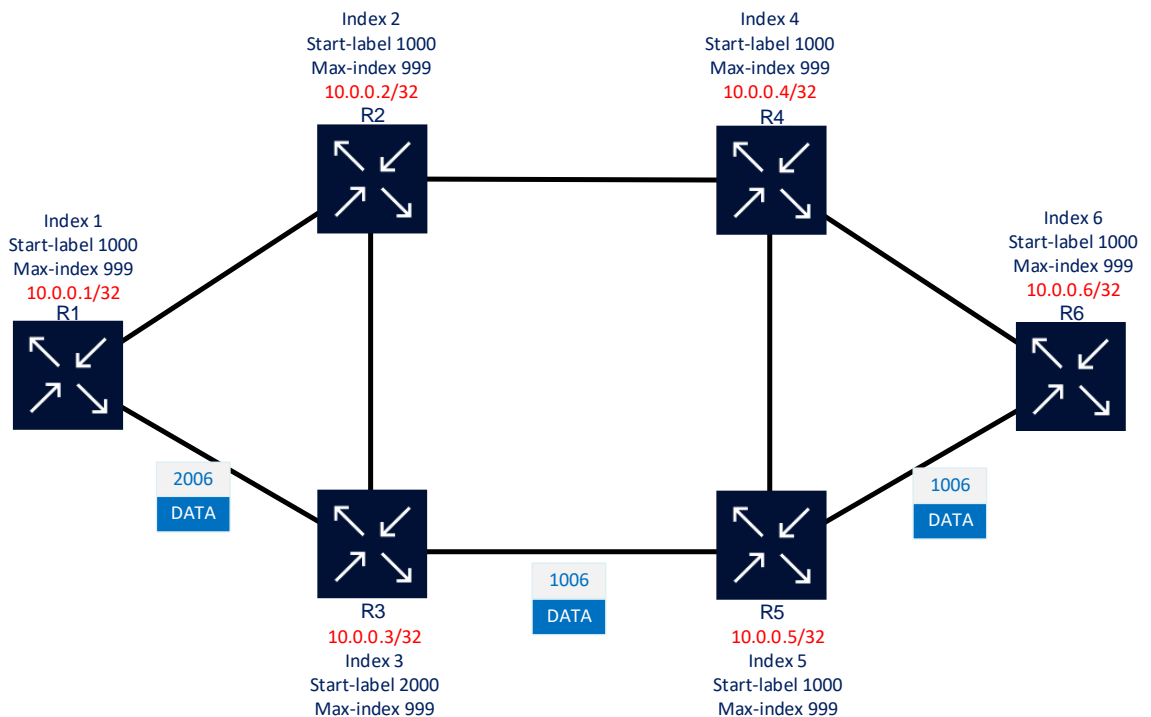 Index 2
Start-label 1000
Max-index 999
10.0.0.2/32
R2
Index 4
Start-label 1000
Max-index 999
10.0.0.4/32
R4
Index 1
Start-label 1000
Max-index 999
10.0.0.1/32
R1
Index 6
Start-label 1000
Max-index 999
10.0.0.6/32
R6
2006
DATA
1006
DATA
1006
DATA
R3
10.0.0.3/32
Index 3
Start-label 2000
Max-index 999
R5
10.0.0.5/32
Index 5
Start-label 1000
Max-index 999